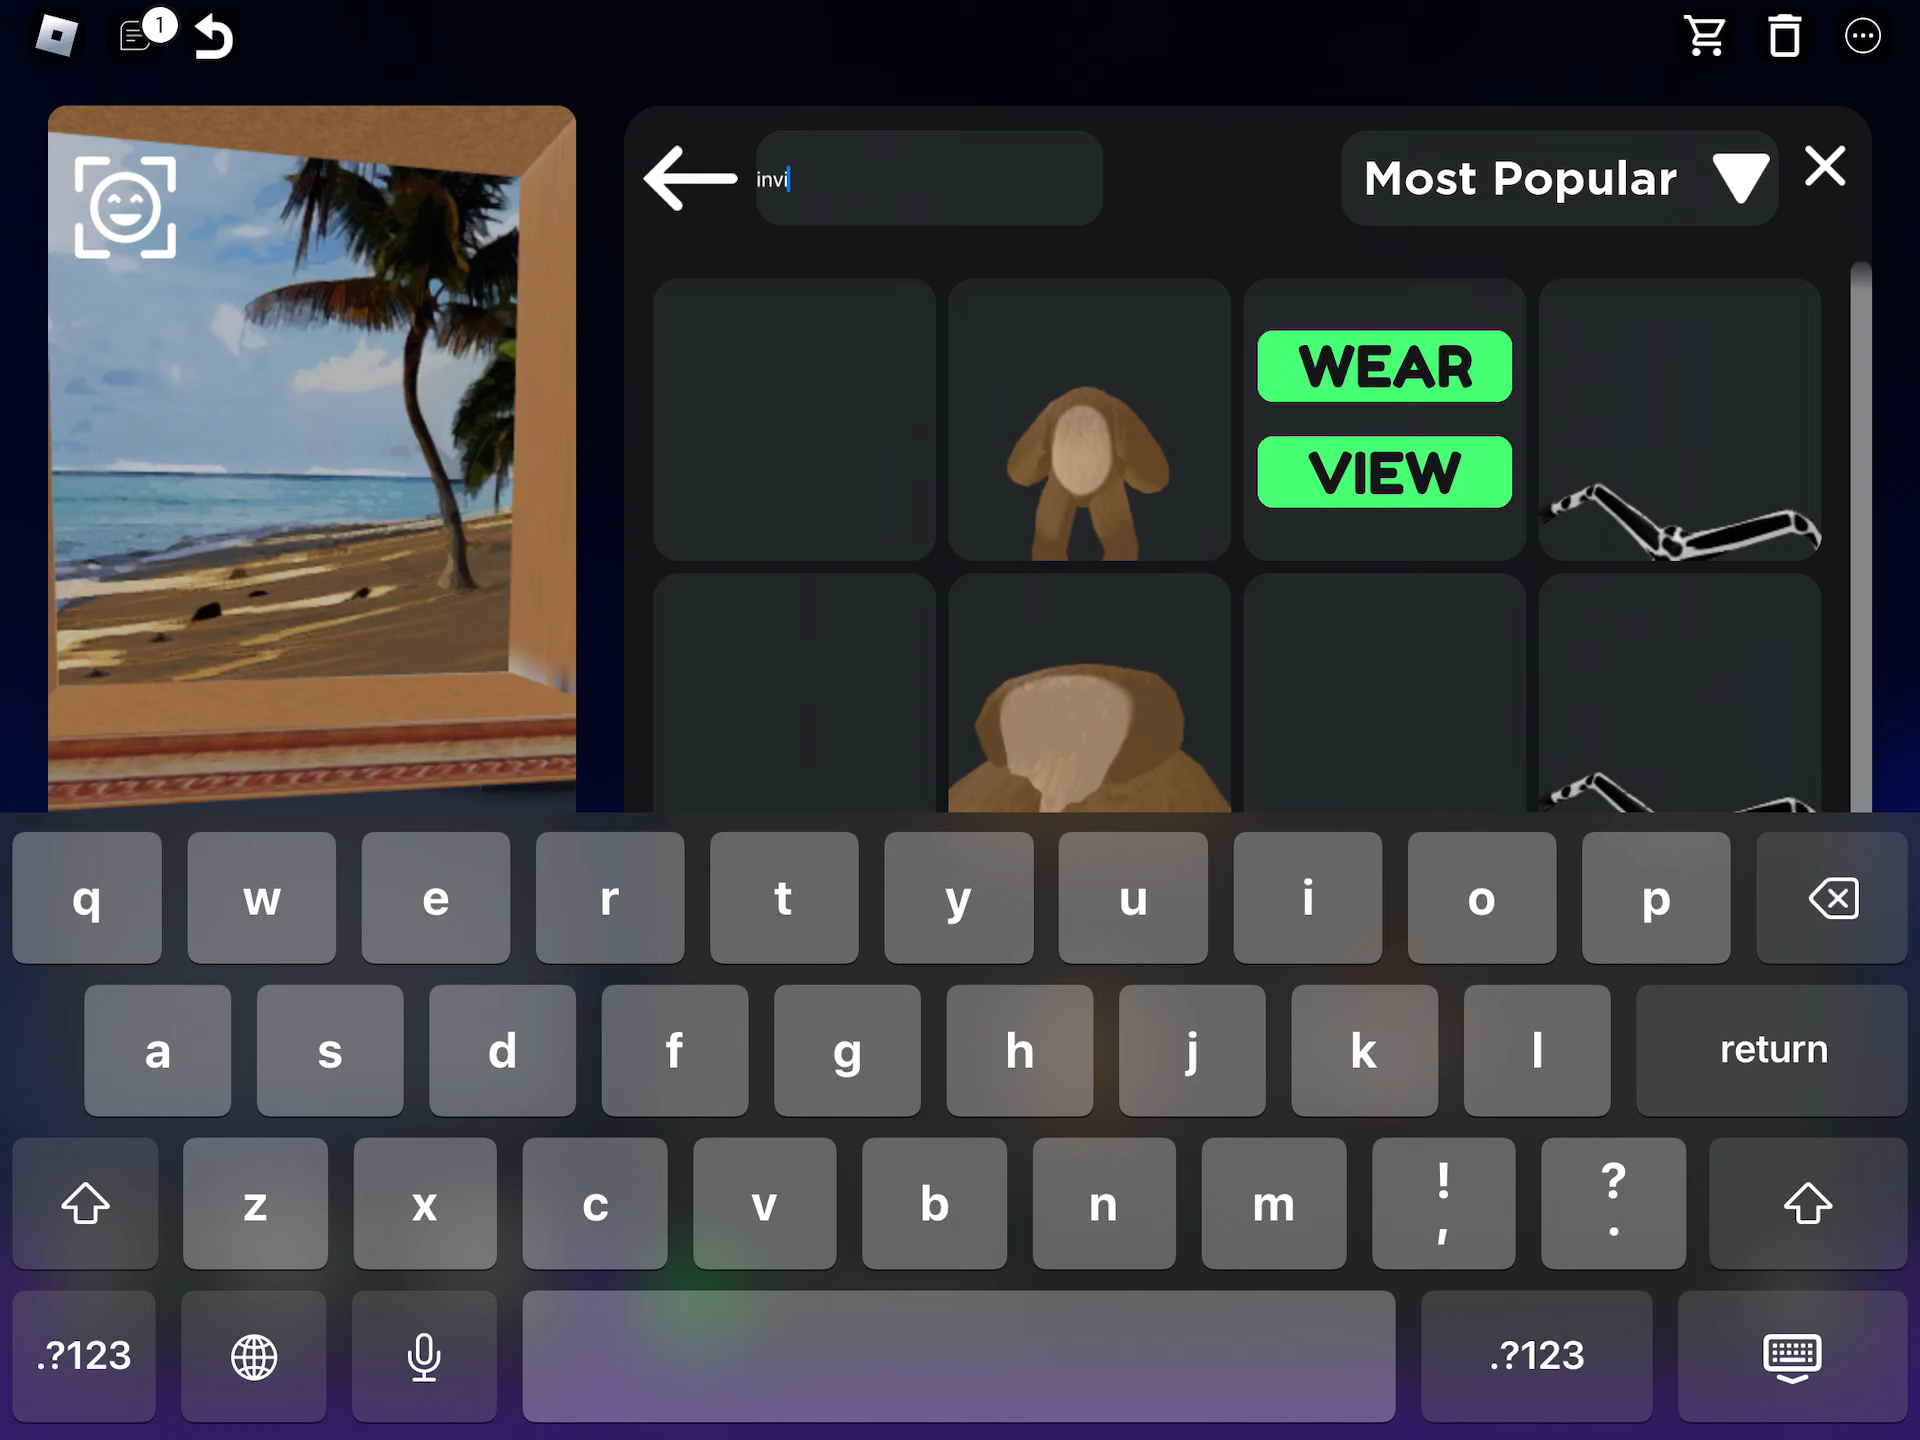 1
invi
Most Popular
WEAR
VIEW
q w e r t y u i o p
a s d f g h j k l return
z x c v b n m ! , ? .
.?123 .?123